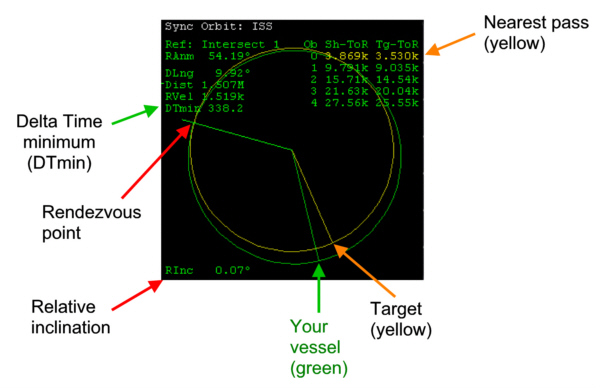 Sync Orbit: ISS
Ref: Intersect 1 Ob Sh-ToR Tg-ToR
RAnm 54.19° 0 3.869k 3.530k
DLng 9.92° 1 9.791k 9.035k
Dist 1.507M 2 15.71k 14.54k
RVel 1.519k 3 21.63k 20.04k
DTmin 338.2 4 27.56k 25.55k
RInc 0.07°
Nearest pass
(yellow)
Delta Time
minimum
(DTmin)
Rendezvous
point
Relative
inclination
Your
vessel
(green)
Target
(yellow)